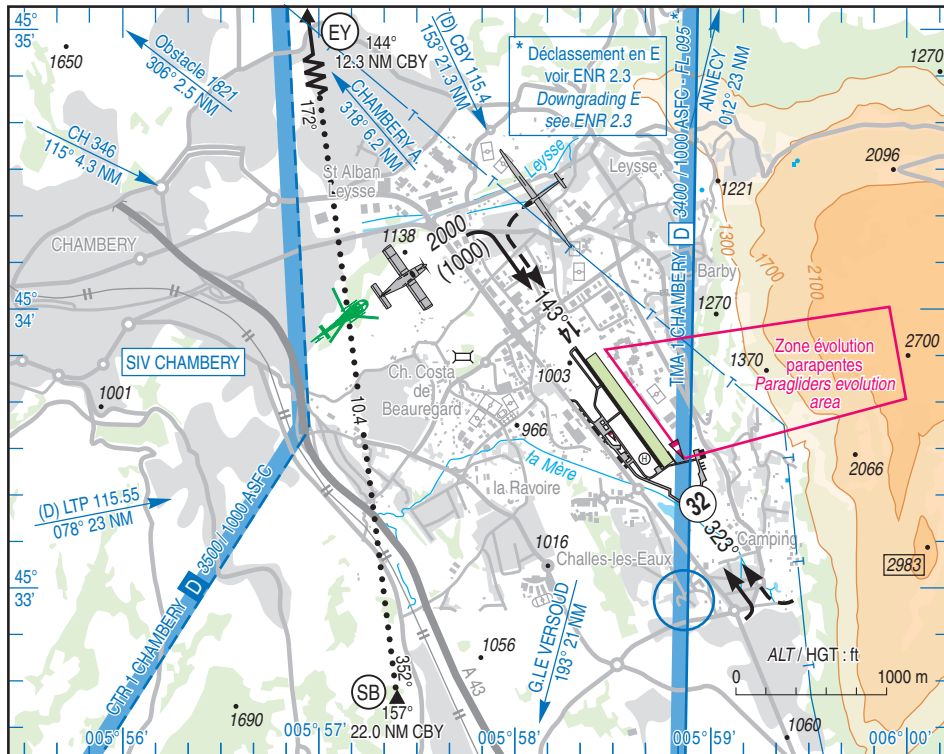 45°
35'
1650
Obstacle 1821
306° 2.5 NM
EY
144°
12.3 NM CBY
172°
(D) CBY 115.4
153° 21.3 NM
CHAMBERY A.
318° 6.2 NM
* Déclassement en E
voir ENR 2.3
Downgrading E
see ENR 2.3
TMA 1 CHAMBERY D 3400 / 1000 ASFC - FL 095 *
ANNECY
012° 23 NM
1270
2096
CH 346
115° 4.3 NM
St Alban
Leysse
Leysse
Leysse
1221
CHAMBERY
1138
2000
(1000)
1300
1700
2100
Barby
1270
45°
34'
143°
14
2700
Zone évolution
parapentes
Paragliders evolution
area
SIV CHAMBERY
1003
1370
Ch. Costa
de
Beauregard
1001
10.4
966
H
2066
la Mère
(D) LTP 115.55
078° 23 NM
la Ravoire
32
323°
Camping
1016
Challes-les-Eaux
2983
45°
33'
CTR 1 CHAMBERY D 3500 / 1000 ASFC
G.LE VERSOUD
193° 21 NM
2
1056
A 43
ALT / HGT : ft
0
1000 m
SB
352°
157°
22.0 NM CBY
1690
1060
005° 56'
005° 57'
005° 58'
005° 59'
006° 00'